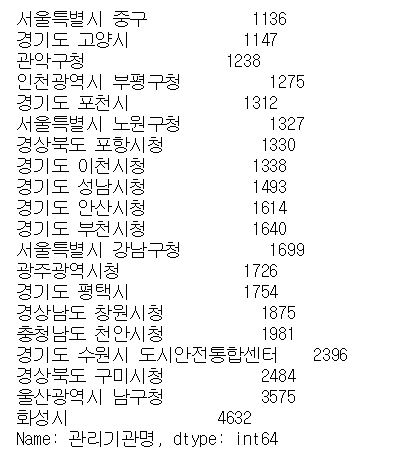 서울특별시 중구 1136
경기도 고양시 1147
관악구청 1238
인천광역시 부평구청 1275
경기도 포천시 1312
서울특별시 노원구청 1327
경상북도 포항시청 1330
경기도 이천시청 1338
경기도 성남시청 1493
경기도 안산시청 1614
경기도 부천시청 1640
서울특별시 강남구청 1699
광주광역시청 1726
경기도 평택시 1754
경상남도 창원시청 1875
충청남도 천안시청 1981
경기도 수원시 도시안전통합센터 2396
경상북도 구미시청 2484
울산광역시 남구청 3575
화성시 4632
Name: 관리기관명, dtype: int64